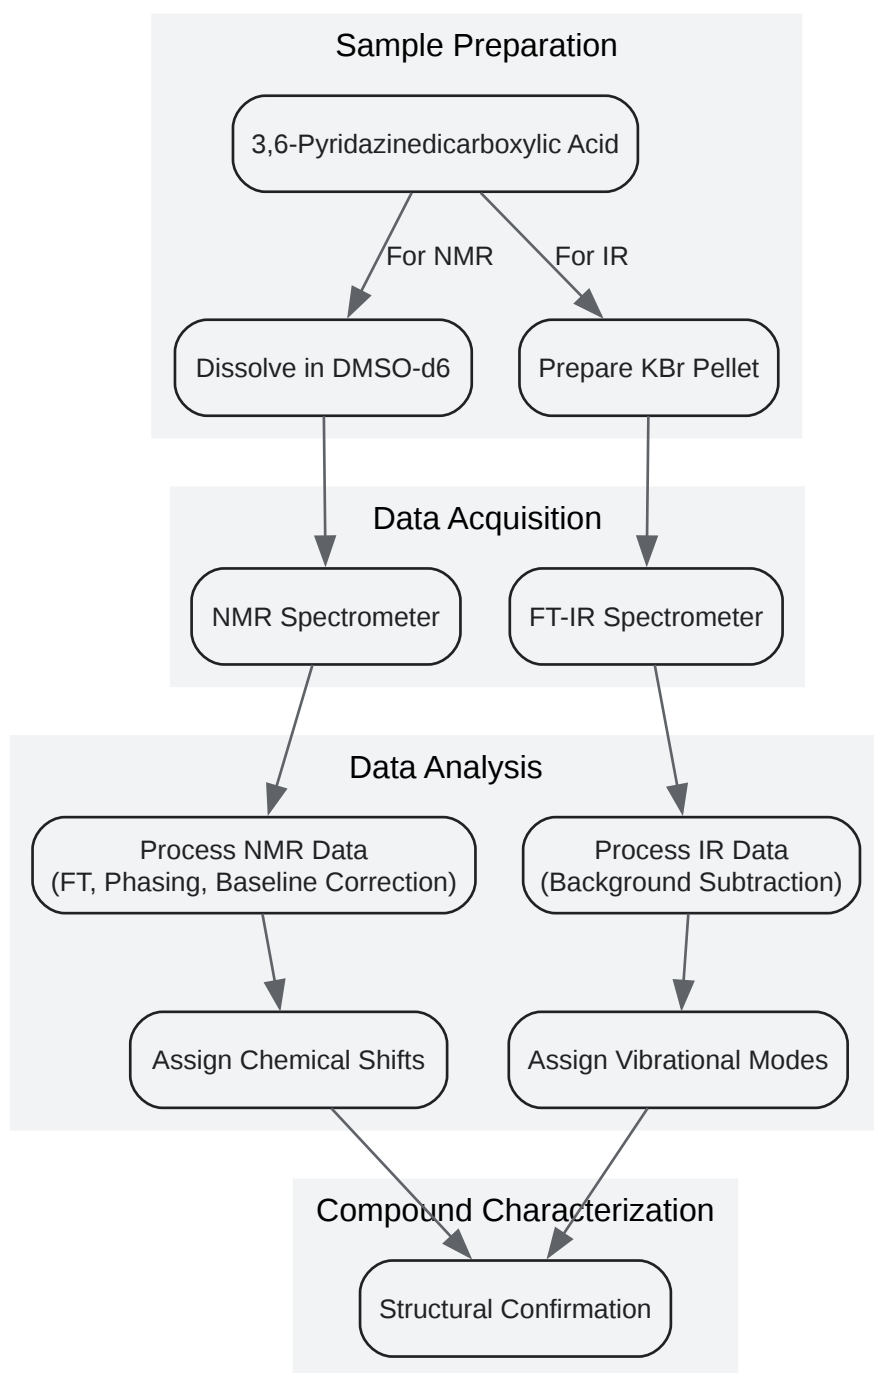 Sample Preparation
3,6-Pyridazinedicarboxylic Acid
For NMR
For IR
Dissolve in DMSO-d6
Prepare KBr Pellet
Data Acquisition
NMR Spectrometer
FT-IR Spectrometer
Data Analysis
Process NMR Data
(FT, Phasing, Baseline Correction)
Process IR Data
(Background Subtraction)
Assign Chemical Shifts
Assign Vibrational Modes
Compound Characterization
Structural Confirmation